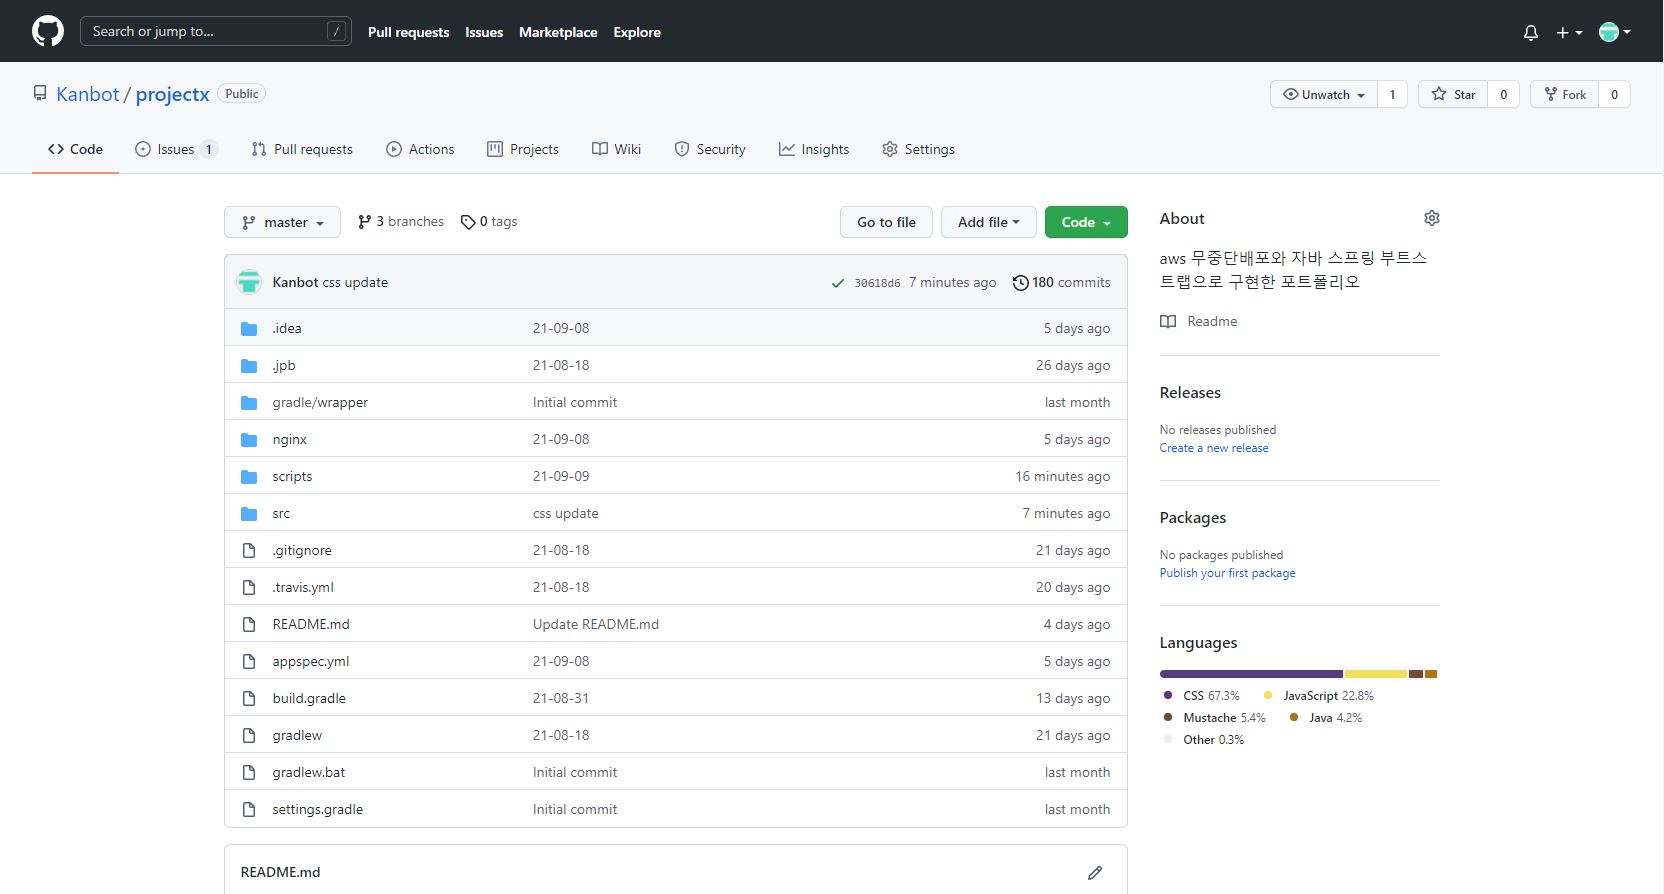 Search or jump to... / Pull requests Issues Marketplace Explore
Kanbot / projectx Public Unwatch 1 Star 0 Fork 0
Code Issues 1 Pull requests Actions Projects Wiki Security Insights Settings
master 3 branches 0 tags Go to file Add file Code
Kanbot css update 30618d6 7 minutes ago 180 commits
.idea 21-09-08 5 days ago
.jpb 21-08-18 26 days ago
gradle/wrapper Initial commit last month
nginx 21-09-08 5 days ago
scripts 21-09-09 16 minutes ago
src css update 7 minutes ago
.gitignore 21-08-18 21 days ago
.travis.yml 21-08-18 20 days ago
README.md Update README.md 4 days ago
appspec.yml 21-09-08 5 days ago
build.gradle 21-08-31 13 days ago
gradlew 21-08-18 21 days ago
gradlew.bat Initial commit last month
settings.gradle Initial commit last month
README.md
About
aws 무중단배포와 자바 스프링 부트스
트랩으로 구현한 포트폴리오
Readme
Releases
No releases published
Create a new release
Packages
No packages published
Publish your first package
Languages
CSS 67.3% JavaScript 22.8%
Mustache 5.4% Java 4.2%
Other 0.3%